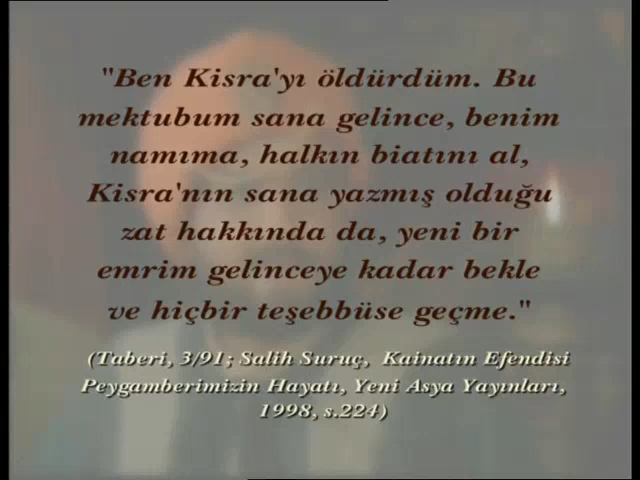 "Ben Kisra'yı öldürdüm. Bu
mektubum sana gelince, benim
namıma, halkın biatını al,
Kisra'nın sana yazmış olduğu
zat hakkında da, yeni bir
emrim gelinceye kadar bekle
ve hiçbir teşebbüse geçme."
(Taberi, 3/91; Salih Suruç, Kainatın Efendisi
Peygamberimizin Hayatı, Yeni Asya Yayınları,
1998, s.224)